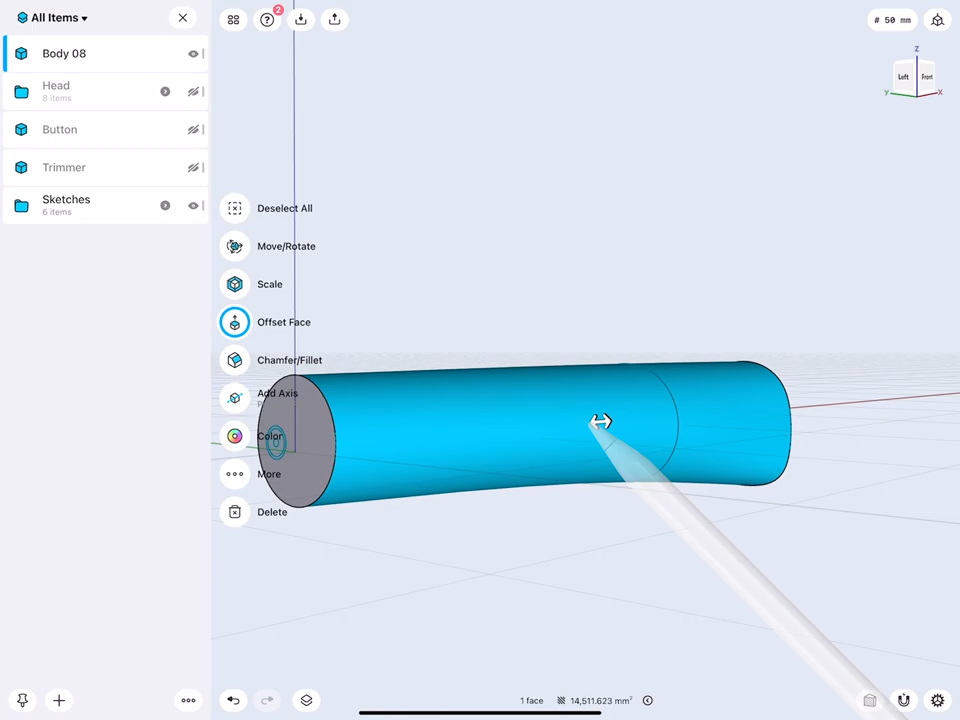 All Items
2
# 50 mm
Body 08
Z
Left
Front
Y
X
Head
8 items
Button
Trimmer
Sketches
6 items
Deselect All
Move/Rotate
Scale
Offset Face
Chamfer/Fillet
Add Axis
Color
More
Delete
1 face
14,511.623 mm²